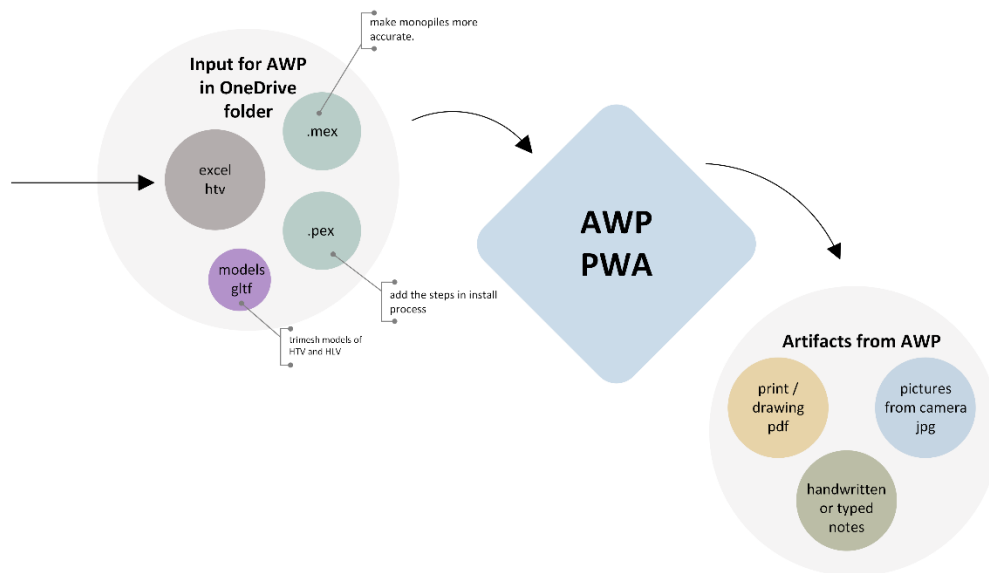 make monopiles more
accurate.
Input for AWP
in OneDrive
folder
.mex
excel
htv
.pex
models
gltf
add the steps in install
process
trimesh models of
HTV and HLV
AWP
PWA
Artifacts from AWP
print /
drawing
pdf
pictures
from camera
jpg
handwritten
or typed
notes